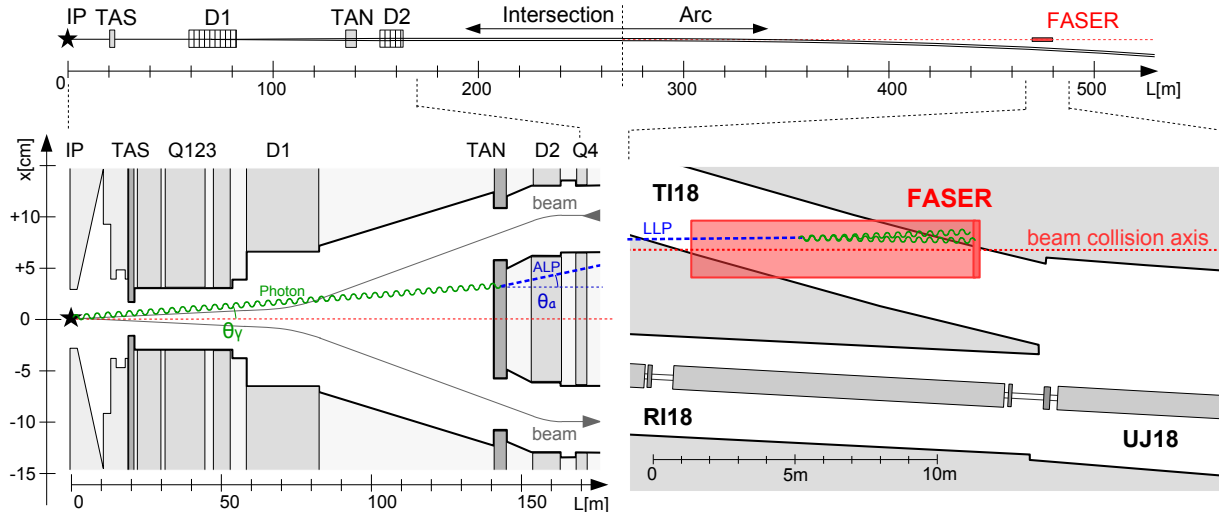 IP TAS D1 TAN D2 Intersection Arc FASER
0 100 200 300 400 500 L[m]
x[cm]
IP TAS Q123 D1 TAN D2 Q4
+10
+5
0
-5
-10
-15
beam
Photon
ALP
θγ
θa
beam
0 50 100 150 L[m]
TI18
FASER
LLP
beam collision axis
RI18
UJ18
0 5m 10m